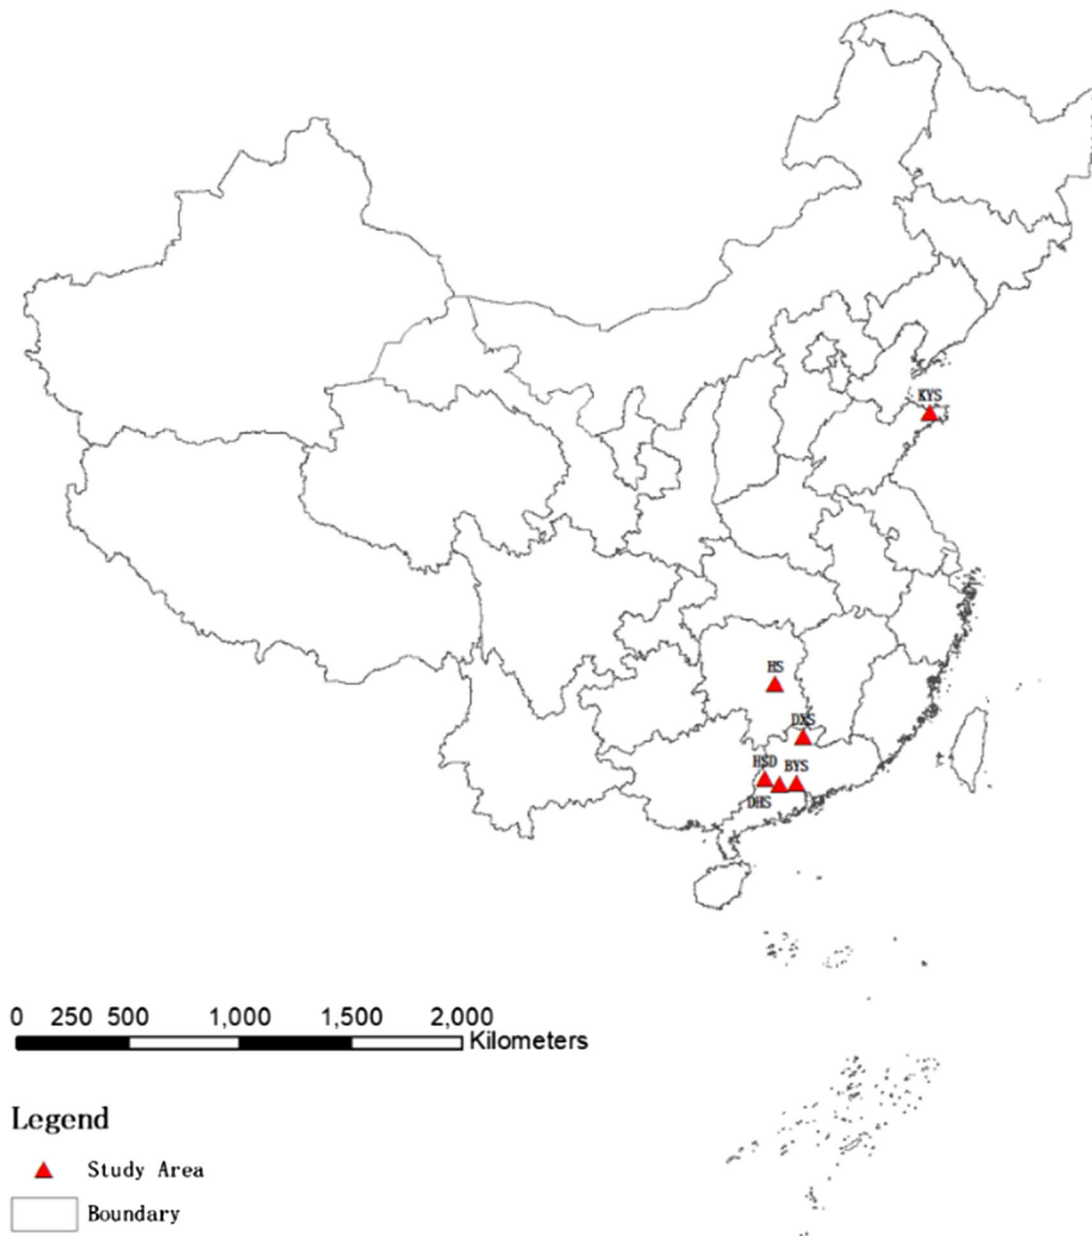 KYS
HS
DXS
HSD BYS
DHS
0 250 500 1,000 1,500 2,000
Kilometers
Legend
Study Area
Boundary